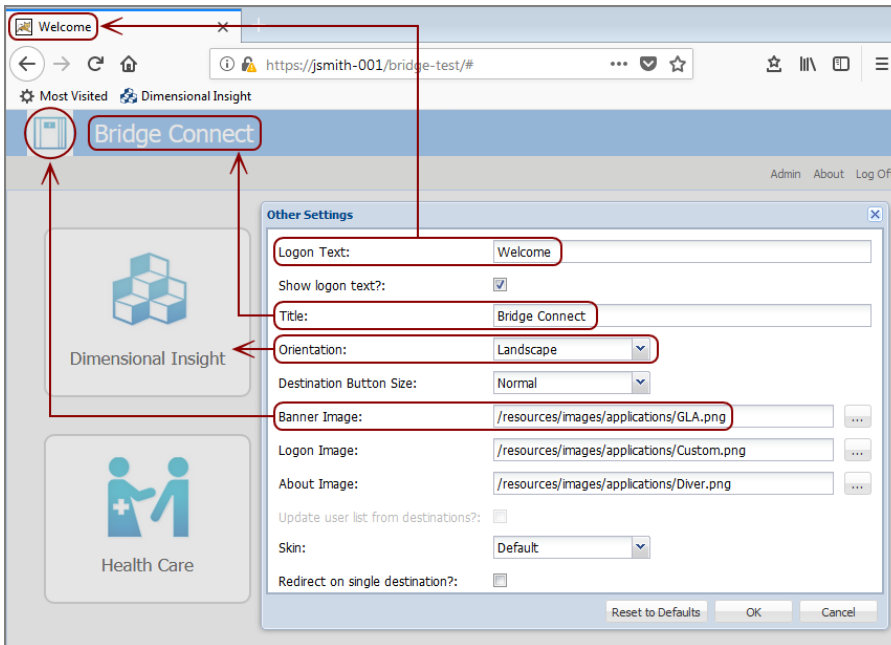 Welcome
https://jsmith-001/bridge-test/#
Most Visited Dimensional Insight
Bridge Connect
Admin About Log Of
Other Settings
Logon Text: Welcome
Show logon text?:
Title: Bridge Connect
Orientation: Landscape
Destination Button Size: Normal
Banner Image: /resources/images/applications/GLA.png ...
Logon Image: /resources/images/applications/Custom.png ...
About Image: /resources/images/applications/Diver.png ...
Update user list from destinations?:
Skin: Default
Redirect on single destination?:
Reset to Defaults OK Cancel
Dimensional Insight
Health Care